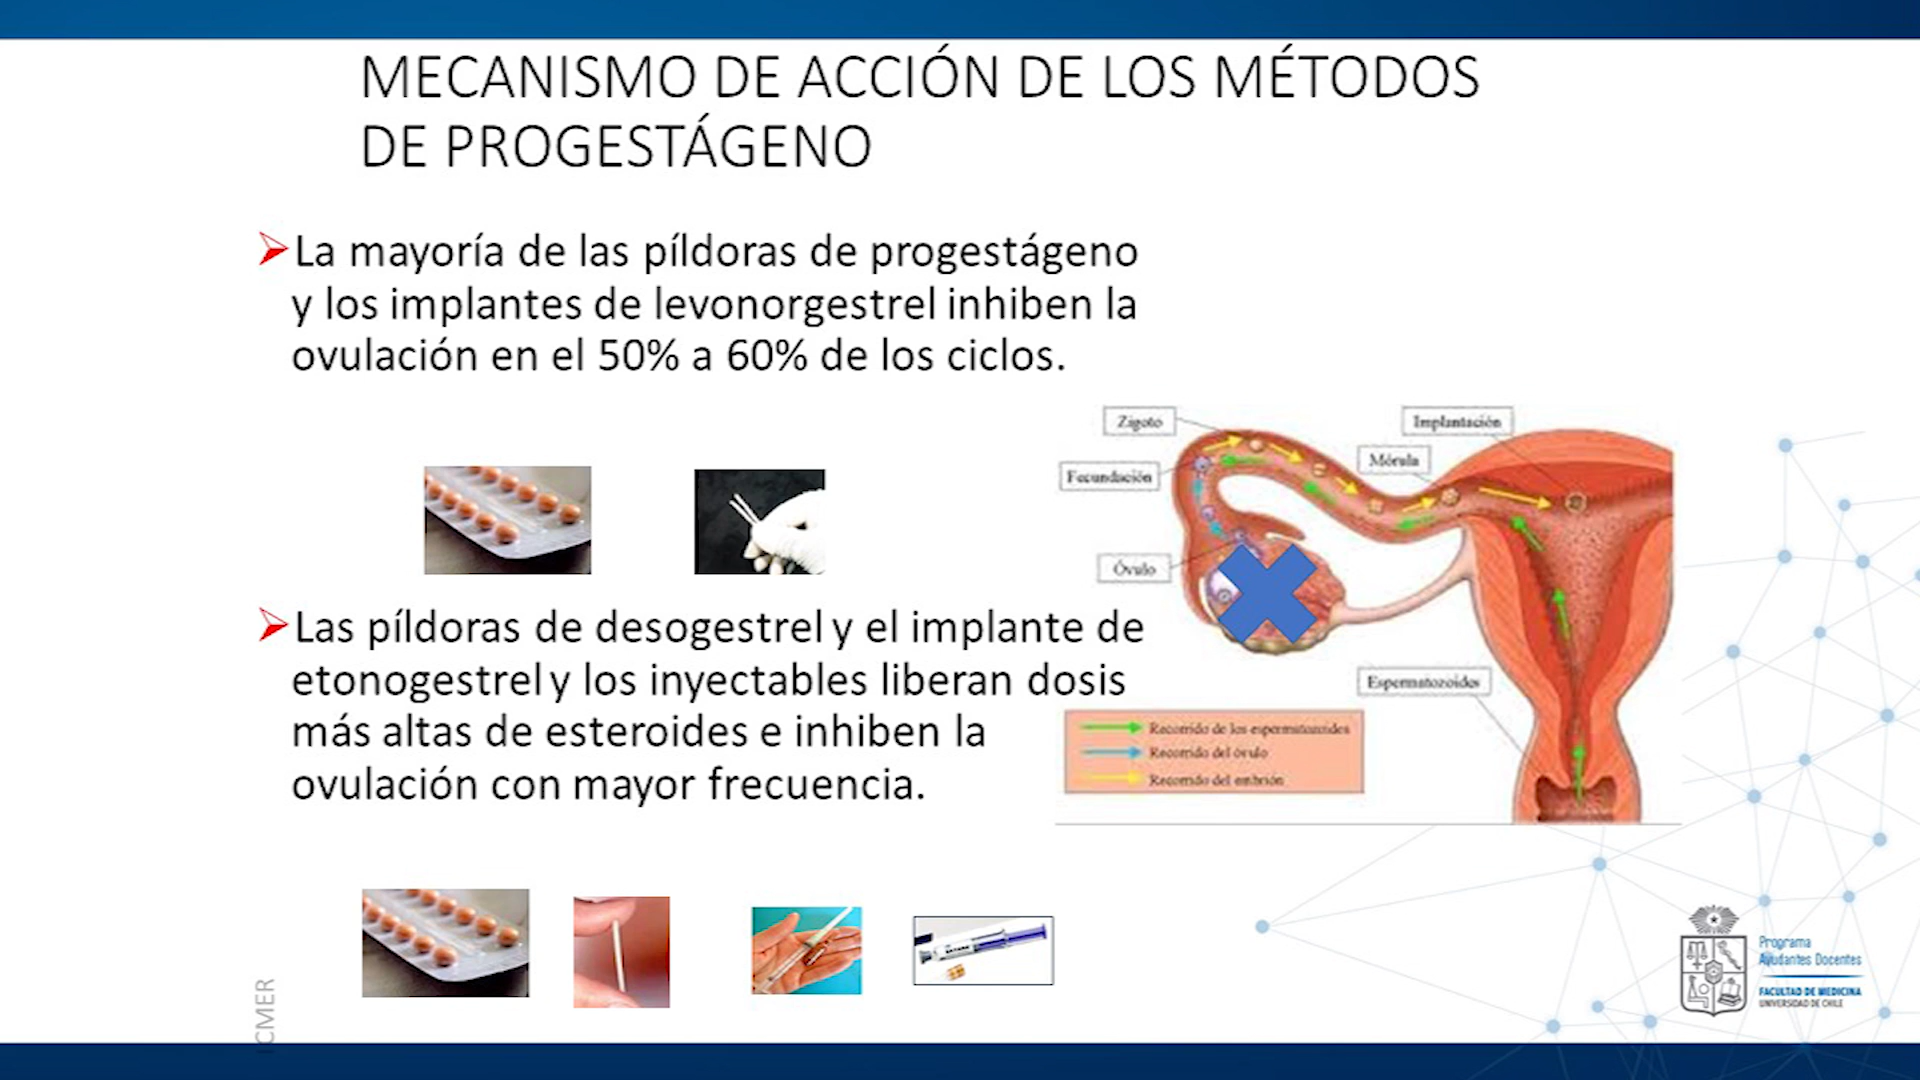 MECANISMO DE ACCIÓN DE LOS MÉTODOS
DE PROGESTÁGENO
La mayoría de las píldoras de progestágeno
y los implantes de levonorgestrel inhiben la
ovulación en el 50% a 60% de los ciclos.
Zigoto
Implantación
Mórula
Fecundación
Óvulo
Espermatozoides
Recorrido de los espermatozoides
Recorrido del óvulo
Recorrido del embrión
Las píldoras de desogestrel y el implante de
etonogestrel y los inyectables liberan dosis
más altas de esteroides e inhiben la
ovulación con mayor frecuencia.
ICMER
Programa
Ayudantes Docentes
FACULTAD DE MEDICINA
UNIVERSIDAD DE CHILE